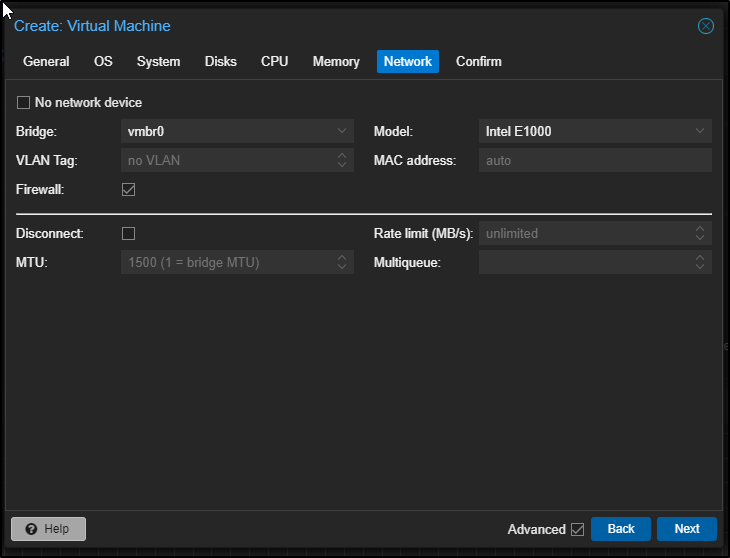 Create: Virtual Machine
General OS System Disks CPU Memory Network Confirm
No network device
Bridge: vmbr0 Model: Intel E1000
VLAN Tag: no VLAN MAC address: auto
Firewall:
Disconnect: Rate limit (MB/s): unlimited
MTU: 1500 (1 = bridge MTU) Multiqueue:
Help Advanced Back Next